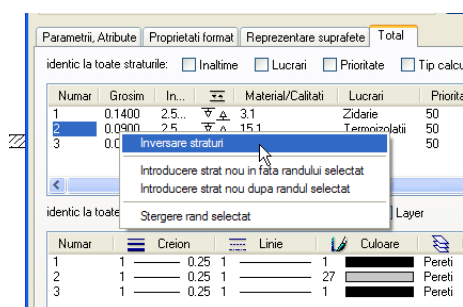 Parametrii, Atribute Proprietati format Reprezentare suprafete Total
identic la toate straturile: Inaltime Lucrari Prioritate Tip calcu
Numar Grosim In... Material/Calitati Lucrari Priorita
1 0.1400 2.5... 3.1 Zidarie 50
2 0.0900 2.5... 15.1 Termoizolatii 50
3 0.0 50
Inversare straturi
Introducere strat nou in fata randului selectat
Introducere strat nou dupa randul selectat
Stergere rand selectat
identic la toate Layer
Numar Creion Linie Culoare
1 1 0.25 1 1 Pereti
2 1 0.25 1 27 Pereti
3 1 0.25 1 1 Pereti